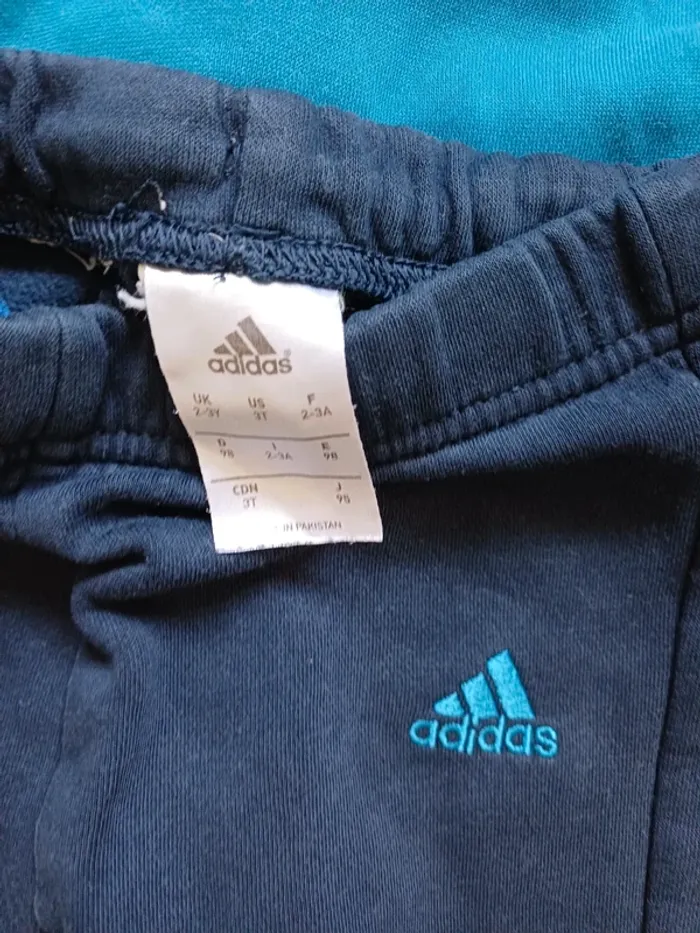 adidas
UK US F
2-3Y 3T 2-3A
D I E
98 2-3A 98
CDN J
3T 95
IN PAKISTAN
adidas